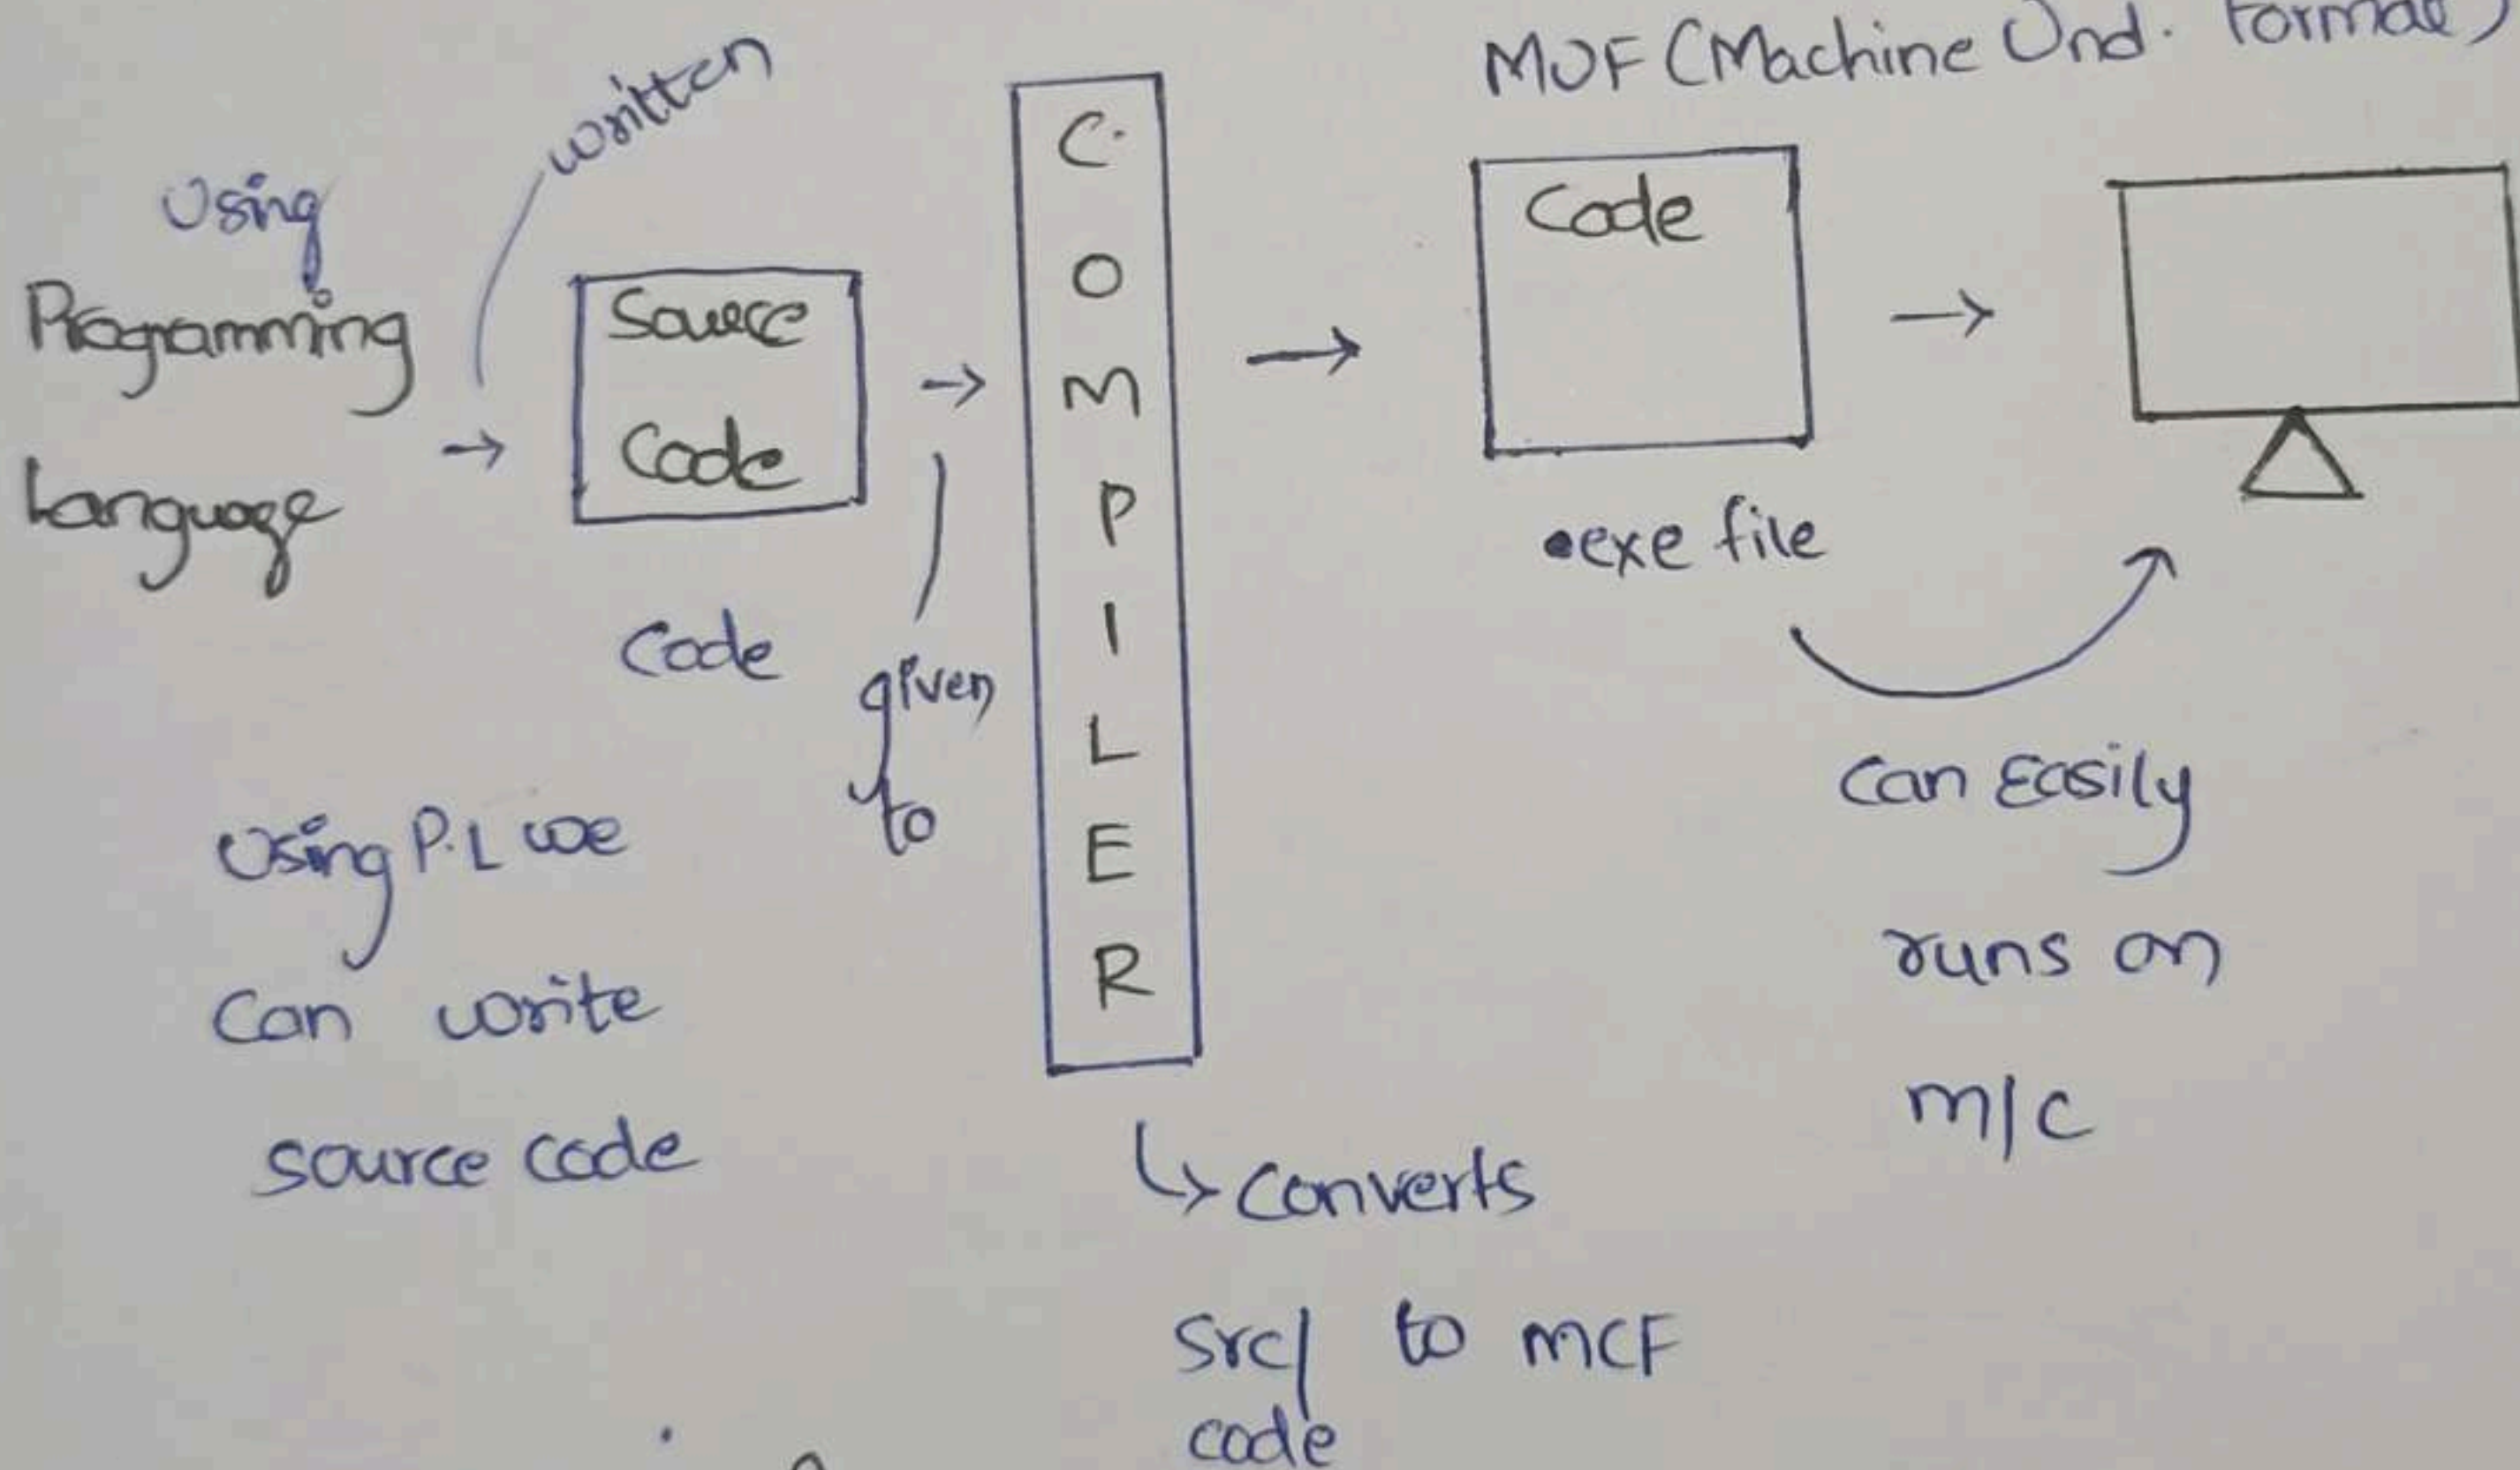 MUF (Machine Und. Format)
written
Using
Programming
Language
Source
Code
Code
given
to
COMPILER
Code
.exe file
Using P.L we
Can write
source code
Can Easily
runs on
m/c
Converts
src/ to MCF
code